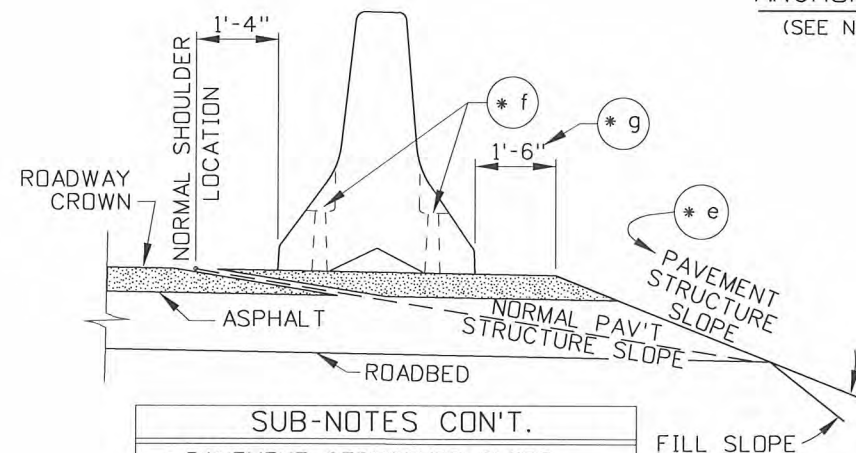 (SEE N
1'-4"
NORMAL SHOULDER
LOCATION
* f
* g
1'-6"
ROADWAY
CROWN
* e
PAVEMENT
STRUCTURE
SLOPE
ASPHALT
NORMAL PAV'T
STRUCTURE SLOPE
ROADBED
SUB-NOTES CON'T.
FILL SLOPE